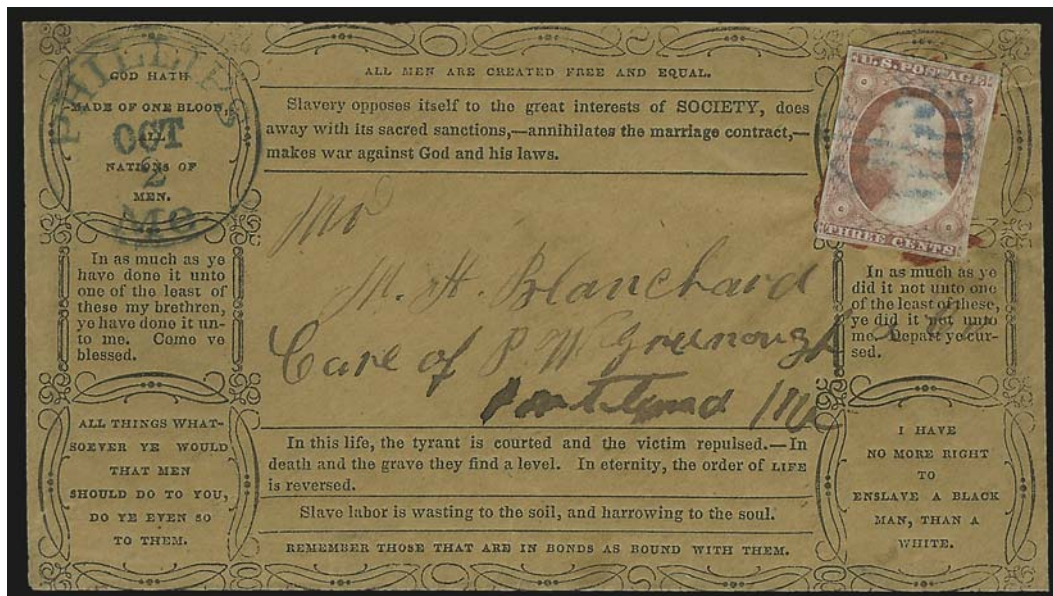 PHILLIPS
OCT
2
MO
GOD HATH
MADE OF ONE BLOOD,
ALL
NATIONS OF
MEN.
ALL MEN ARE CREATED FREE AND EQUAL.
Slavery opposes itself to the great interests of SOCIETY, does
away with its sacred sanctions,—annihilates the marriage contract,—
makes war against God and his laws.
U.S. POSTAGE
THREE CENTS
In as much as ye
have done it unto
one of the least of
these my brethren,
ye have done it un-
to me. Come ye
blessed.
M. H. Blanchard
Care of P. W. Greenough
Portland Me
In as much as ye
did it not unto one
of the least of these,
ye did it not unto
me. Depart ye cur-
sed.
ALL THINGS WHAT-
SOEVER YE WOULD
THAT MEN
SHOULD DO TO YOU,
DO YE EVEN SO
TO THEM.
In this life, the tyrant is courted and the victim repulsed.—In
death and the grave they find a level. In eternity, the order of LIFE
is reversed.
Slave labor is wasting to the soil, and harrowing to the soul.
REMEMBER THOSE THAT ARE IN BONDS AS BOUND WITH THEM.
I HAVE
NO MORE RIGHT
TO
ENSLAVE A BLACK
MAN, THAN A
WHITE.